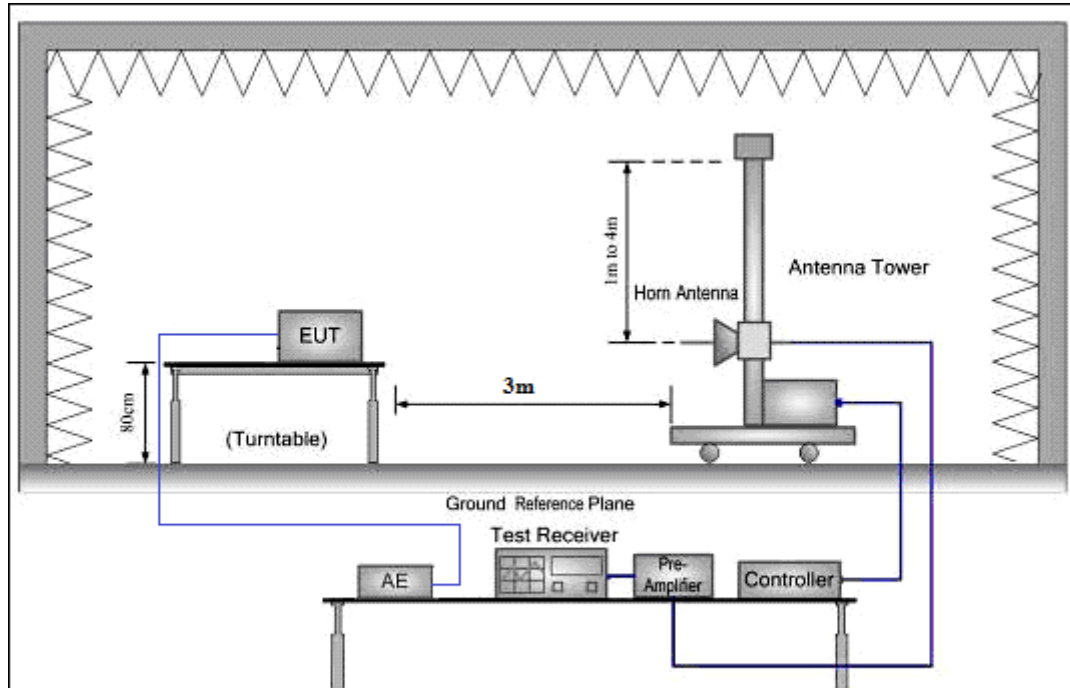 1m to 4m
Antenna Tower
Horn Antenna
EUT
3m
80cm
(Turntable)
Ground Reference Plane
Test Receiver
AE
Pre-
Amplifier
Controller